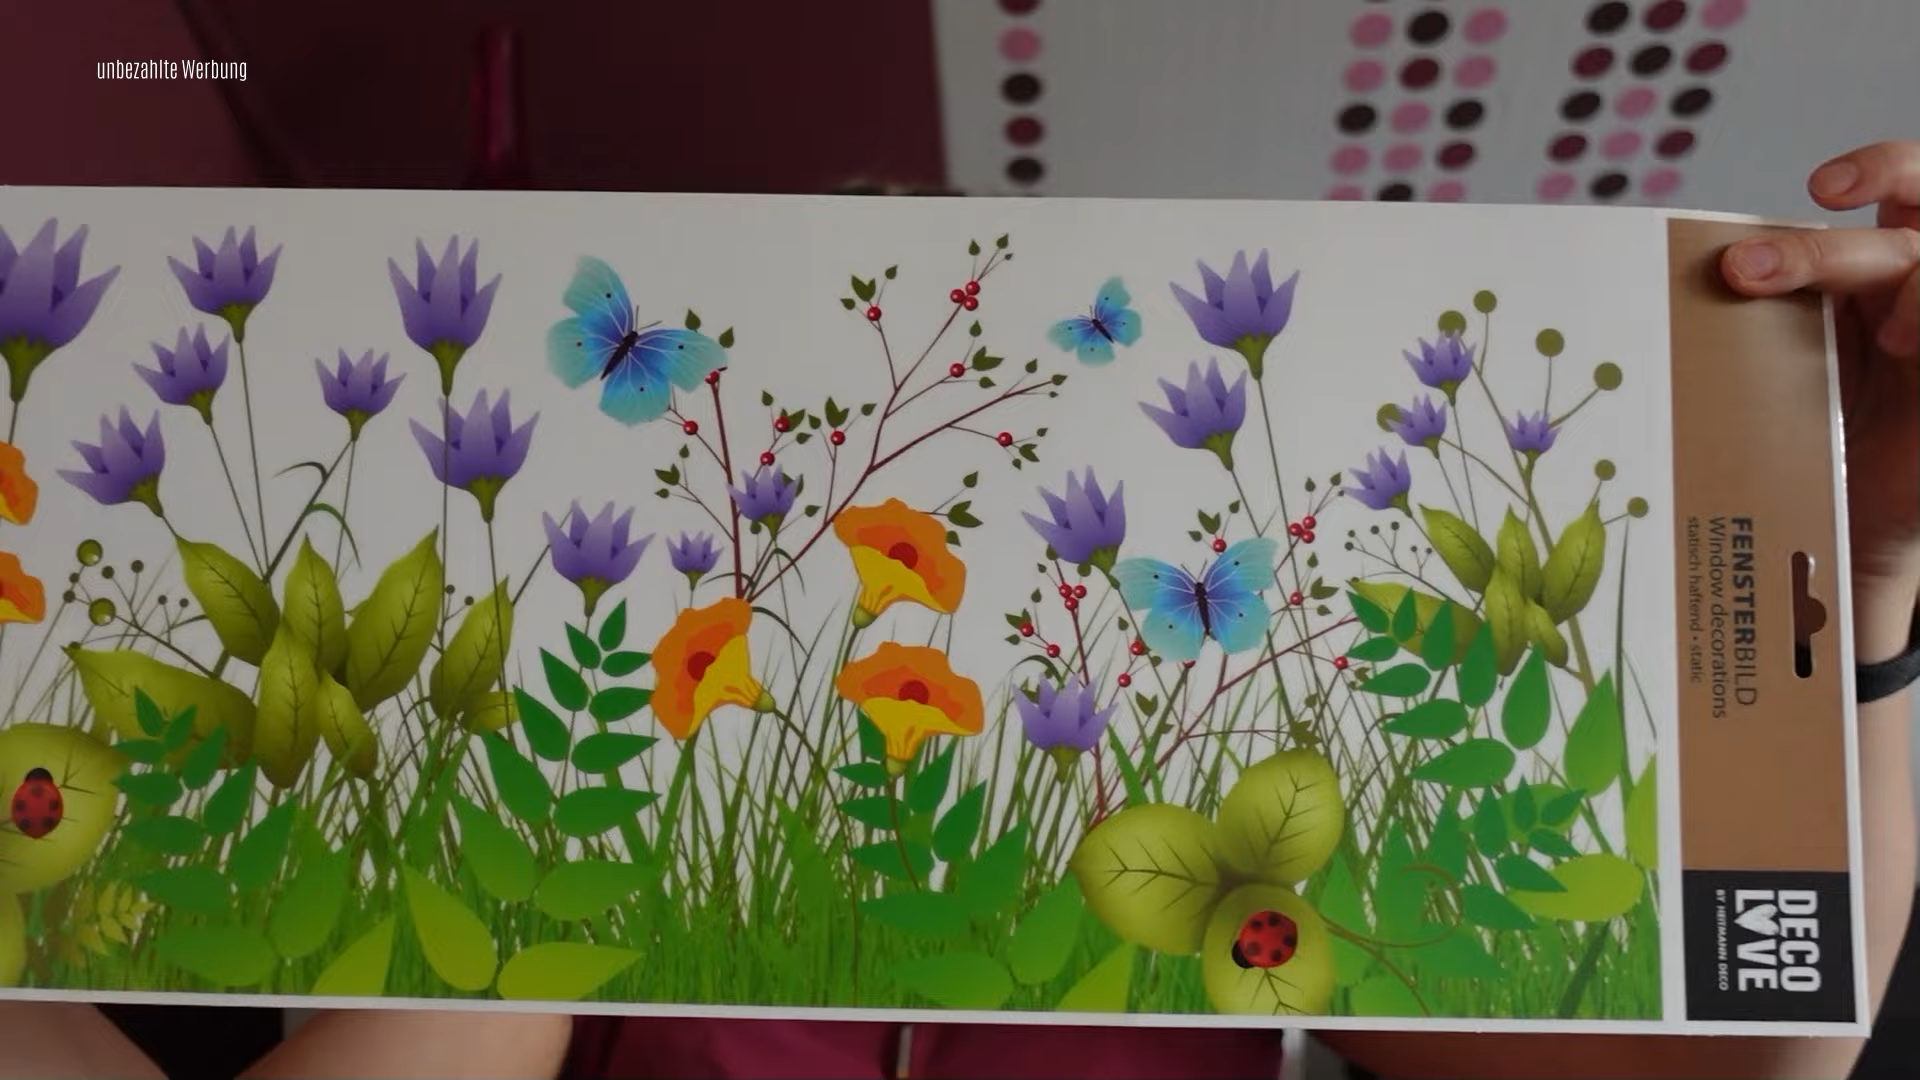 unbezahlte Werbung
FENSTERBILD
Window decorations
statisch haftend • static
DECO
LOVE
BY HEITMANN DECO